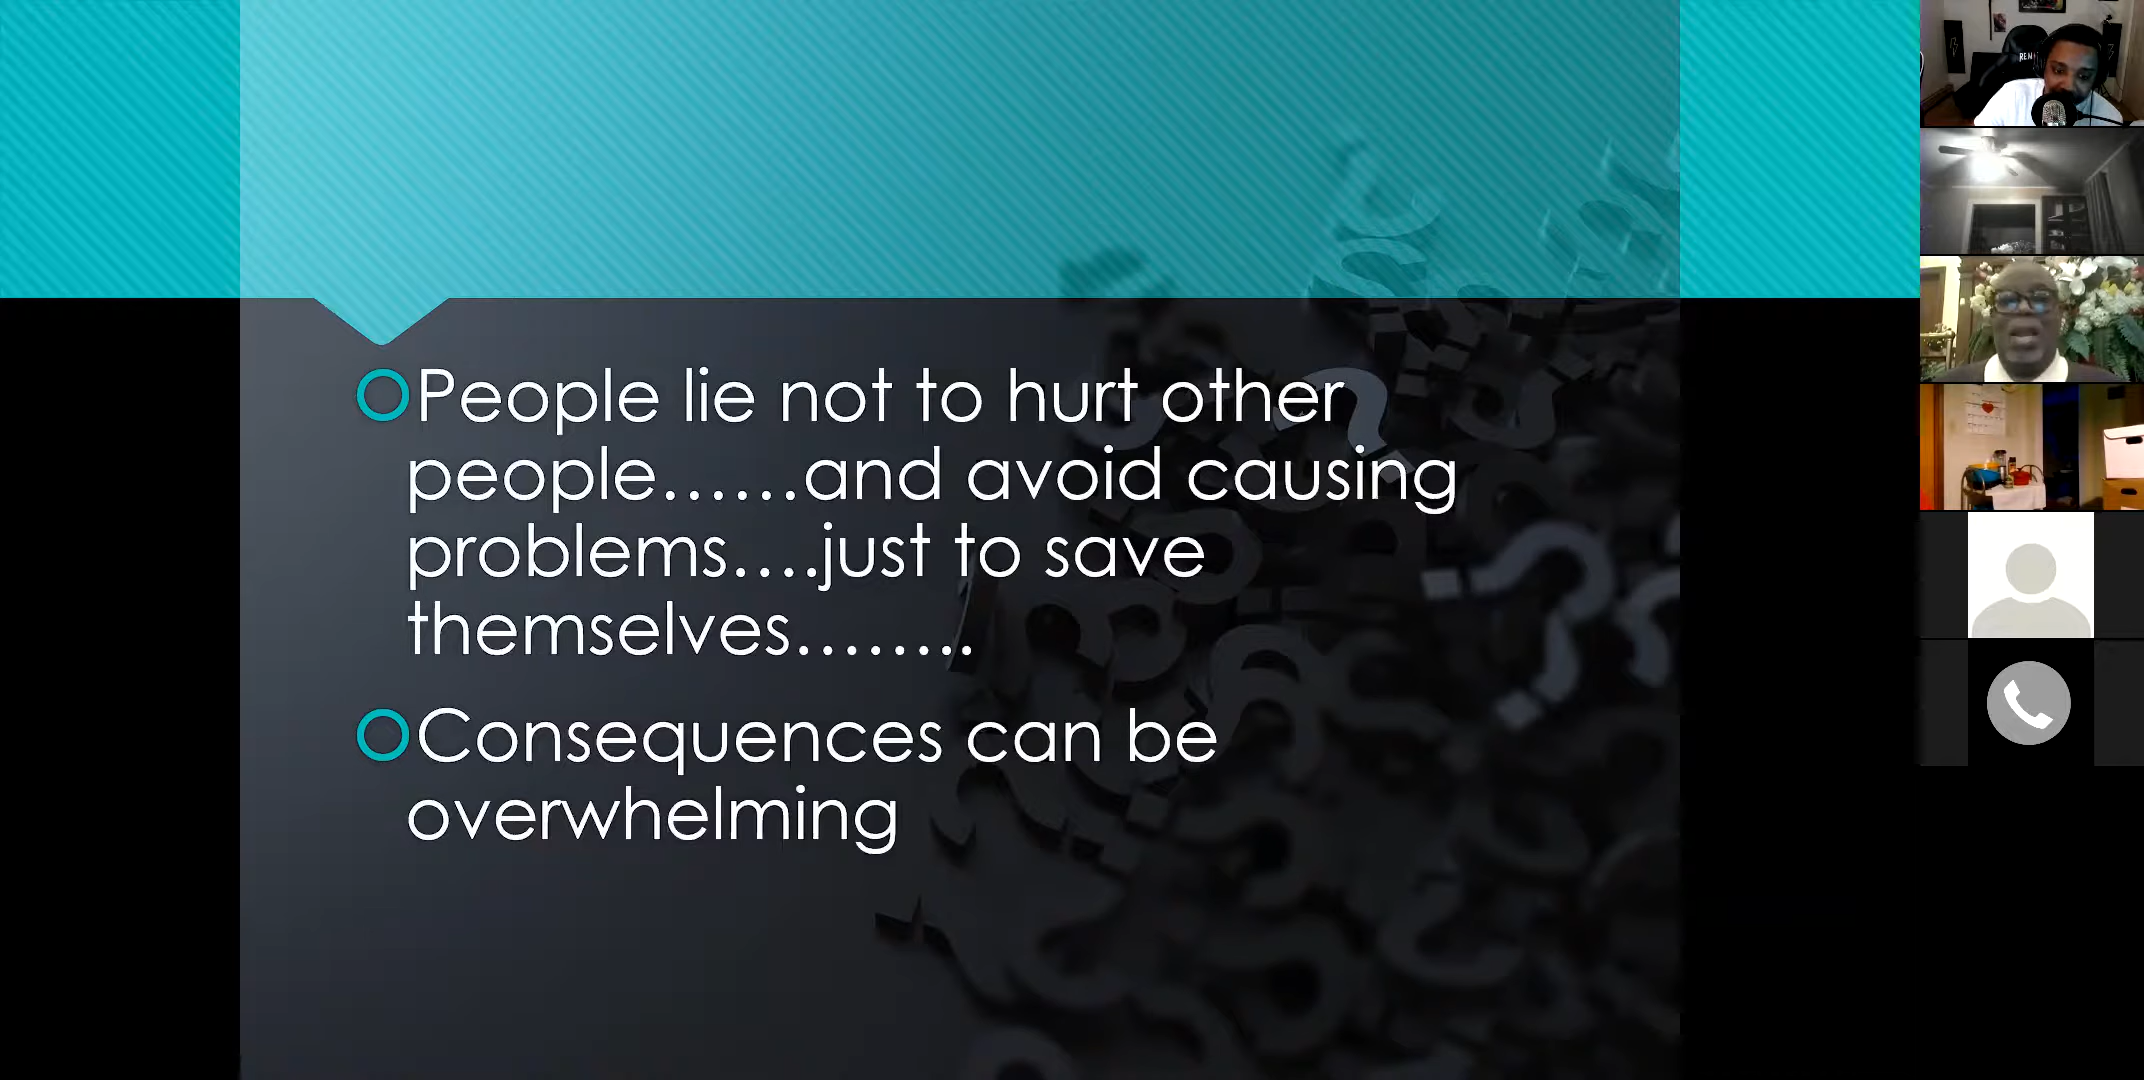 People lie not to hurt other
people......and avoid causing
problems....just to save
themselves........
Consequences can be
overwhelming